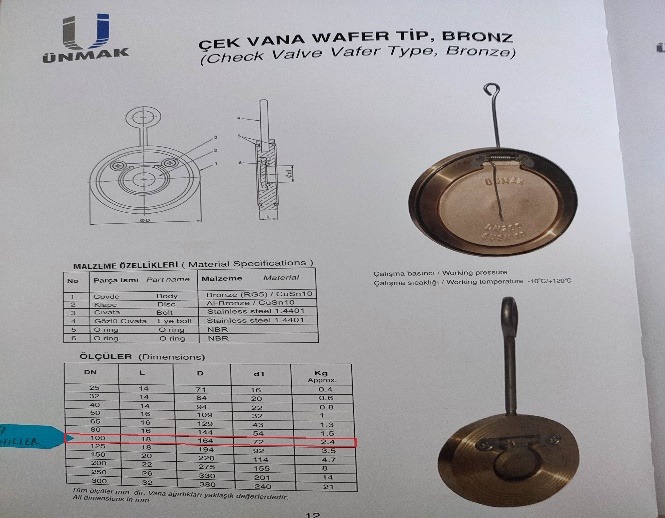 ÜNMAK
ÇEK VANA WAFER TİP, BRONZ
(Check Valve Vafer Type, Bronze)
MALZEME ÖZELLİKLERİ ( Material Specifications )
No Parça İsmi Part name Malzeme Material
1 Gövde Body Bronze (RG5) / CuSn10
2 Klape Disc Al-Bronze / CuSn10
3 Cıvata Bolt Stainless steel 1.4401
4 Gözlü Cıvata Eye bolt Stainless steel 1.4401
5 O ring O ring NBR
6 O ring O ring NBR
Çalışma basıncı / Working pressure
Çalışma sıcaklığı / Working temperature -10°C/+120°C
ÖLÇÜLER (Dimensions)
DN L D d1 Kg Approx.
25 14 71 16 0.4
32 14 84 20 0.6
40 14 94 22 0.8
50 16 109 32 1
65 16 129 43 1.3
80 16 144 54 1.5
100 18 164 72 2.4
125 18 194 92 3.5
150 20 220 114 4.7
200 22 275 155 8
250 26 330 201 14
300 32 380 240 21
Tüm ölçüler mm. dir. Vana ağırlıkları yaklaşık değerlerdedir.
All dimensions in mm
12